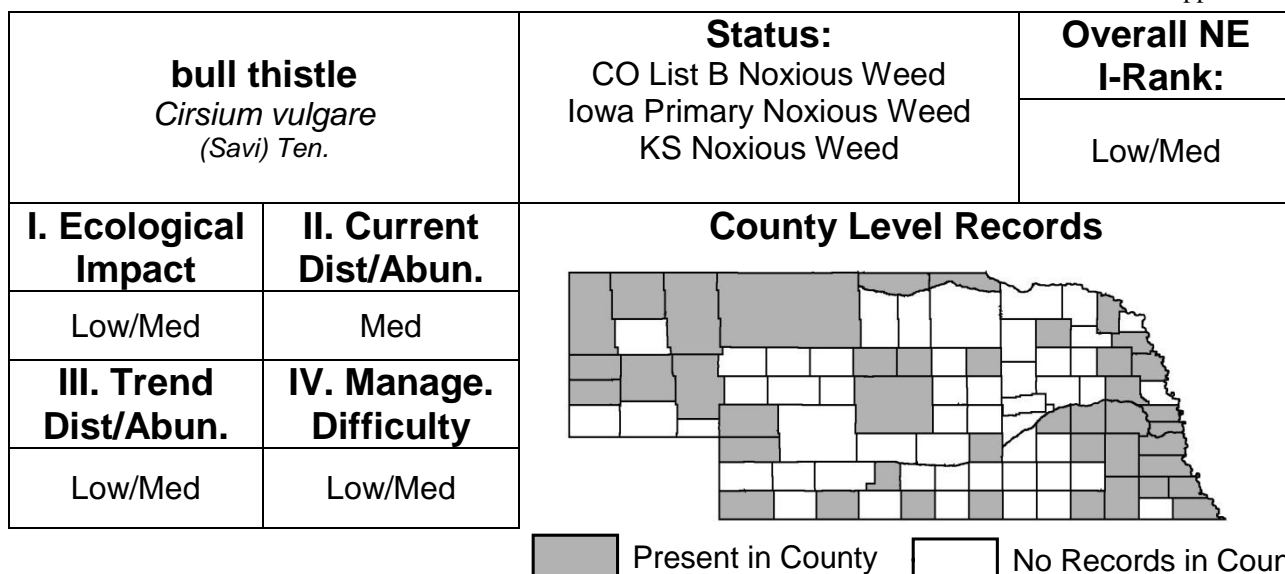 bull thistle
Cirsium vulgare
(Savi) Ten.
Status:
CO List B Noxious Weed
Iowa Primary Noxious Weed
KS Noxious Weed
Overall NE
I-Rank:
Low/Med
I. Ecological
Impact
II. Current
Dist/Abun.
Low/Med
Med
III. Trend
Dist/Abun.
IV. Manage.
Difficulty
Low/Med
Low/Med
County Level Records
Present in County
No Records in